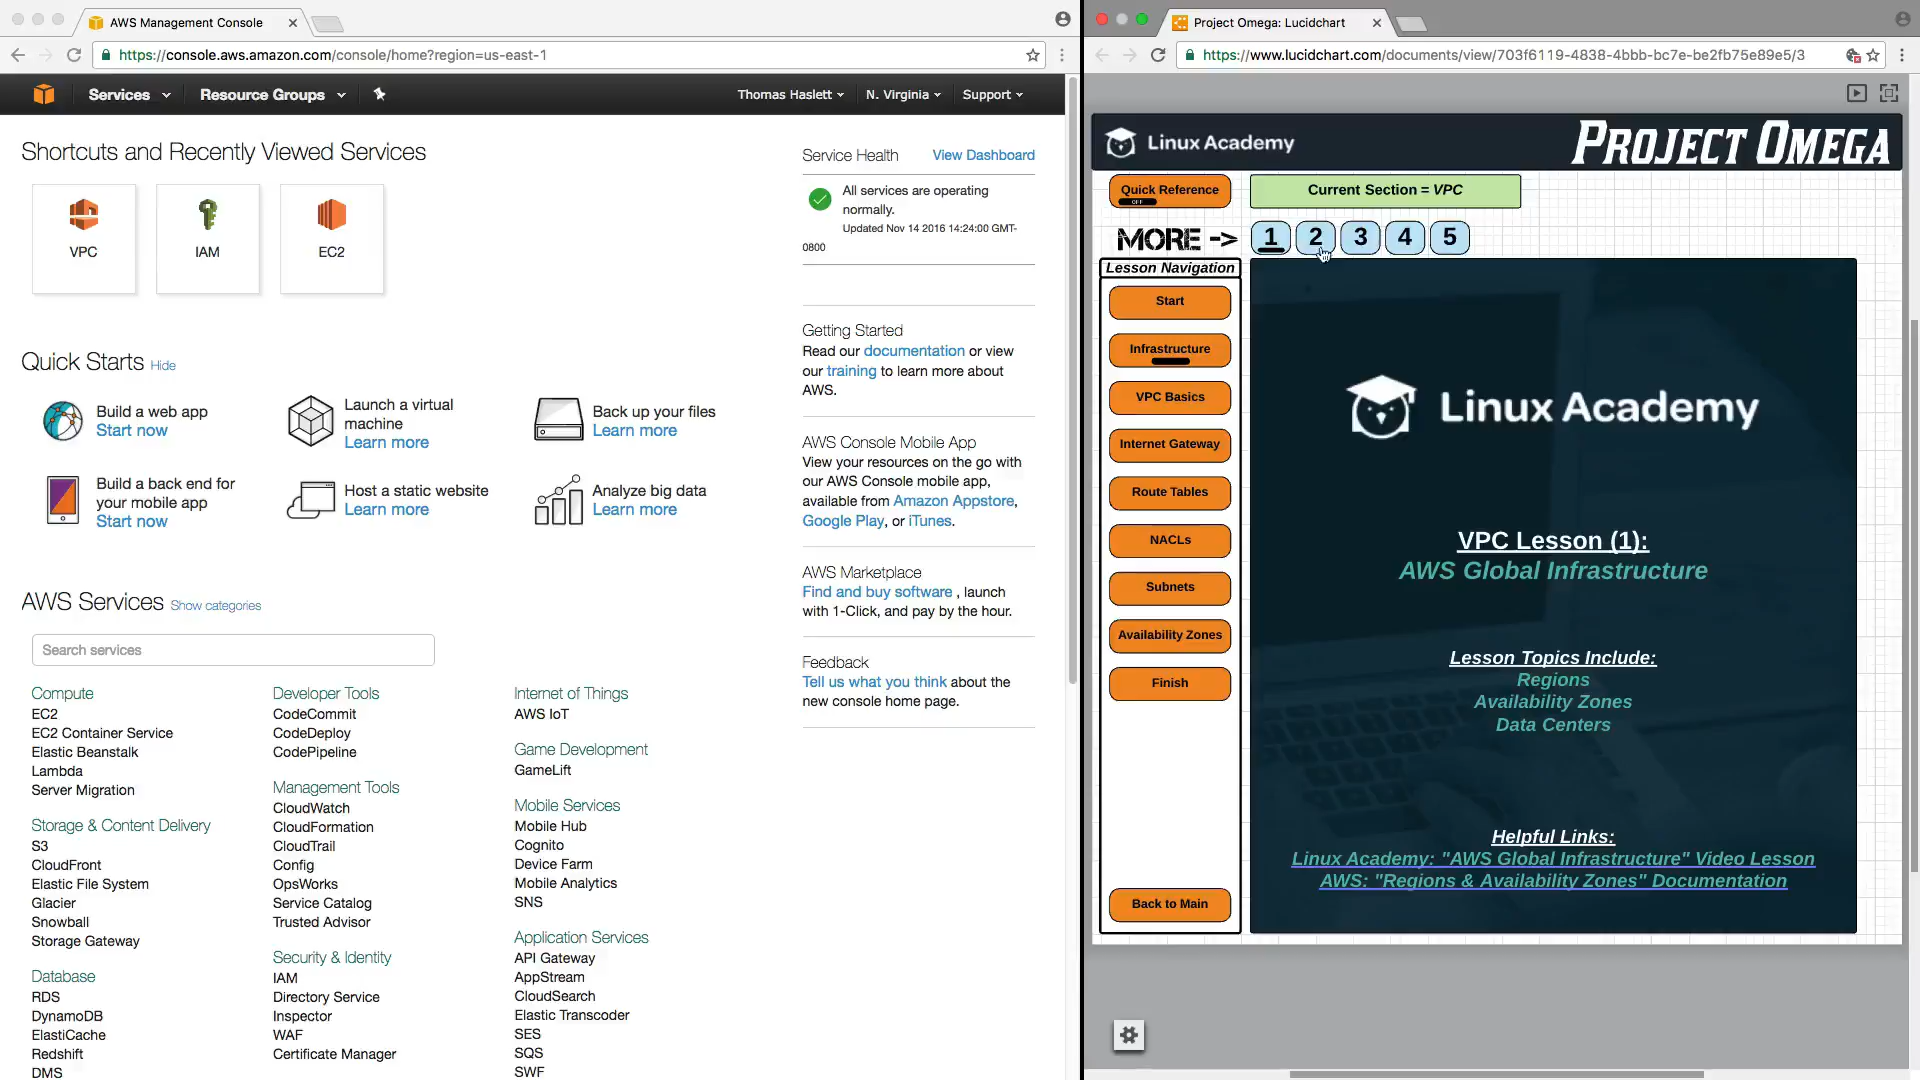 AWS Management Console
https://console.aws.amazon.com/console/home?region=us-east-1
Services
Resource Groups
Thomas Haslett
N. Virginia
Support
Shortcuts and Recently Viewed Services
VPC
IAM
EC2
Quick Starts Hide
Build a web app
Start now
Launch a virtual
machine
Learn more
Back up your files
Learn more
Build a back end for
your mobile app
Start now
Host a static website
Learn more
Analyze big data
Learn more
AWS Services Show categories
Search services
Compute
EC2
EC2 Container Service
Elastic Beanstalk
Lambda
Server Migration
Storage & Content Delivery
S3
CloudFront
Elastic File System
Glacier
Snowball
Storage Gateway
Database
RDS
DynamoDB
ElastiCache
Redshift
DMS
Developer Tools
CodeCommit
CodeDeploy
CodePipeline
Management Tools
CloudWatch
CloudFormation
CloudTrail
Config
OpsWorks
Service Catalog
Trusted Advisor
Security & Identity
IAM
Directory Service
Inspector
WAF
Certificate Manager
Internet of Things
AWS IoT
Game Development
GameLift
Mobile Services
Mobile Hub
Cognito
Device Farm
Mobile Analytics
SNS
Application Services
API Gateway
AppStream
CloudSearch
Elastic Transcoder
SES
SQS
SWF
Service Health
View Dashboard
All services are operating
normally.
Updated Nov 14 2016 14:24:00 GMT-
0800
Getting Started
Read our documentation or view
our training to learn more about
AWS.
AWS Console Mobile App
View your resources on the go with
our AWS Console mobile app,
available from Amazon Appstore,
Google Play, or iTunes.
AWS Marketplace
Find and buy software , launch
with 1-Click, and pay by the hour.
Feedback
Tell us what you think about the
new console home page.
Project Omega: Lucidchart
https://www.lucidchart.com/documents/view/703f6119-4838-4bbb-bc7e-be2fb75e89e5/3
Linux Academy
PROJECT OMEGA
Quick Reference
OFF
Current Section = VPC
MORE ->
1
2
3
4
5
Lesson Navigation
Start
Infrastructure
VPC Basics
Internet Gateway
Route Tables
NACLs
Subnets
Availability Zones
Finish
Back to Main
Linux Academy
VPC Lesson (1):
AWS Global Infrastructure
Lesson Topics Include:
Regions
Availability Zones
Data Centers
Helpful Links:
Linux Academy: "AWS Global Infrastructure" Video Lesson
AWS: "Regions & Availability Zones" Documentation